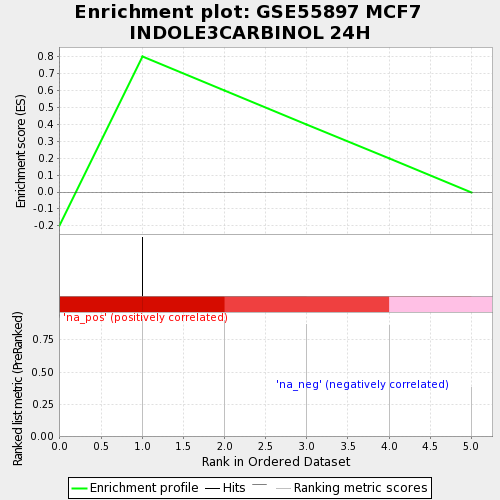 Enrichment plot: GSE55897 MCF7
INDOLE3CARBINOL 24H
Enrichment score (ES)
0.8
0.7
0.6
0.5
0.4
0.3
0.2
0.1
0.0
-0.1
-0.2
'na_pos' (positively correlated)
'na_neg' (negatively correlated)
Ranked list metric (PreRanked)
0.75
0.50
0.25
0.00
0.0 0.5 1.0 1.5 2.0 2.5 3.0 3.5 4.0 4.5 5.0
Rank in Ordered Dataset
Enrichment profile Hits Ranking metric scores